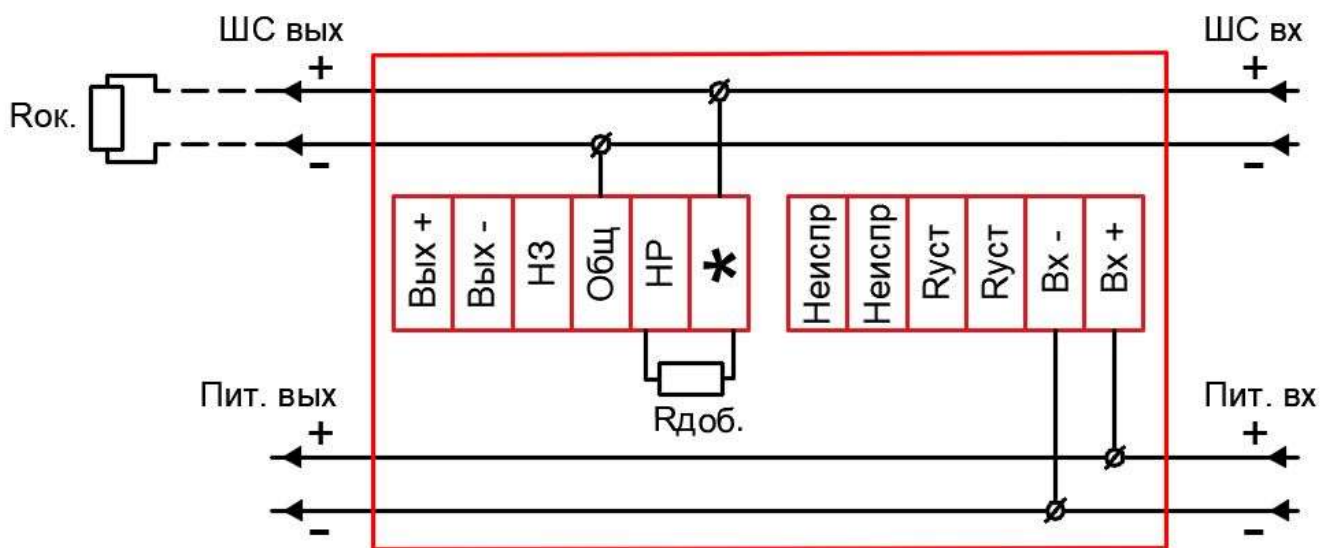 ШС вых
ШС вх
+
+
Rок.
-
-
Вых +
Вых -
НЗ
Общ
НР
*
Неиспр
Неиспр
Rуст
Rуст
Вх -
Вх +
Rдоб.
Пит. вых
Пит. вх
+
+
-
-